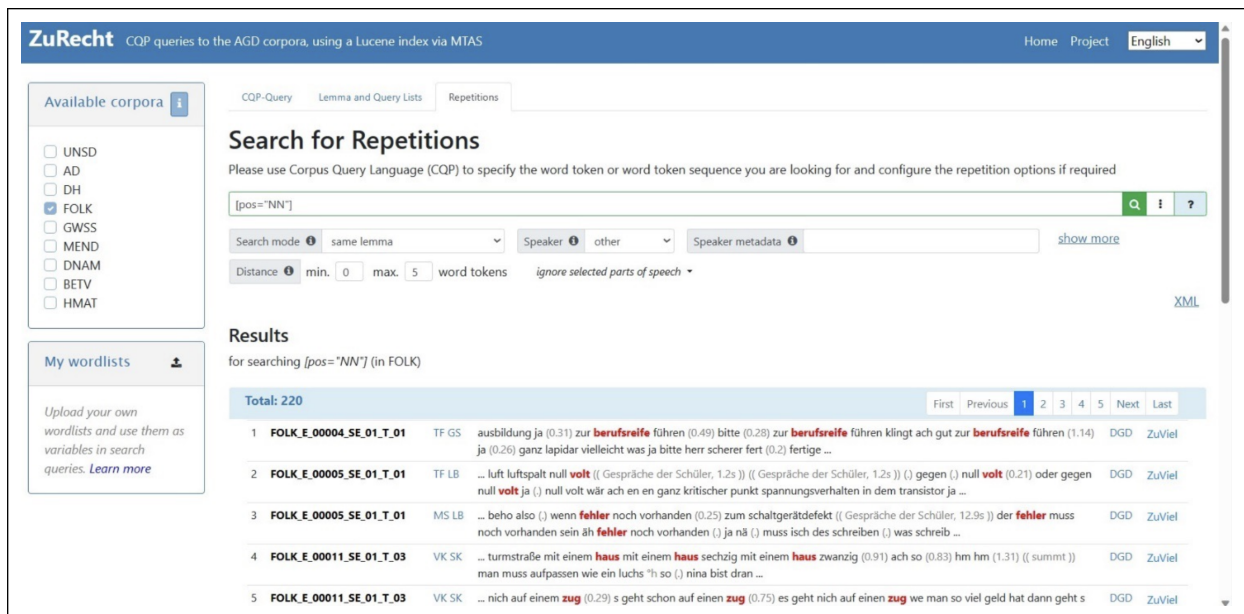 ZuRecht CQP queries to the AGD corpora, using a Lucene index via MTAS
Home Project English
Available corpora i
UNSD
AD
DH
FOLK
GWSS
MEND
DNAM
BETV
HMAT
My wordlists
Upload your own
wordlists and use them as
variables in search
queries. Learn more
CQP-Query Lemma and Query Lists Repetitions
Search for Repetitions
Please use Corpus Query Language (CQP) to specify the word token or word token sequence you are looking for and configure the repetition options if required
[pos="NN"] ?
Search mode i same lemma Speaker i other Speaker metadata i show more
Distance i min. 0 max. 5 word tokens ignore selected parts of speech
XML
Results
for searching [pos="NN"] (in FOLK)
Total: 220 First Previous 1 2 3 4 5 Next Last
1 FOLK_E_00004_SE_01_T_01 TF GS ausbildung ja (0.31) zur berufsreife führen (0.49) bitte (0.28) zur berufsreife führen klingt ach gut zur berufsreife führen (1.14) DGD ZuViel
ja (0.26) ganz lapidar vielleicht was ja bitte herr scherer fert (0.2) fertige ...
2 FOLK_E_00005_SE_01_T_01 TF LB ... luft luftspalt null volt (( Gespräche der Schüler, 1.2s )) (( Gespräche der Schüler, 1.2s )) (.) gegen (.) null volt (0.21) oder gegen DGD ZuViel
null volt ja (.) null volt wär ach en en ganz kritischer punkt spannungsverhalten in dem transistor ja ...
3 FOLK_E_00005_SE_01_T_01 MS LB ... beho also (.) wenn fehler noch vorhanden (0.25) zum schaltgerätdefekt (( Gespräche der Schüler, 12.9s )) der fehler muss DGD ZuViel
noch vorhanden sein äh fehler noch vorhanden (.) ja nä (.) muss isch des schreiben (.) was schreib ...
4 FOLK_E_00011_SE_01_T_03 VK SK ... turmstraße mit einem haus mit einem haus sechzig mit einem haus zwanzig (0.91) ach so (0.83) hm hm (1.31) (( summt )) DGD ZuViel
man muss aufpassen wie ein luchs °h so (.) nina bist dran ...
5 FOLK_E_00011_SE_01_T_03 VK SK ... nich auf einem zug (0.29) s geht schon auf einen zug (0.75) es geht nich auf einen zug we man so viel geld hat dann geht s DGD ZuViel